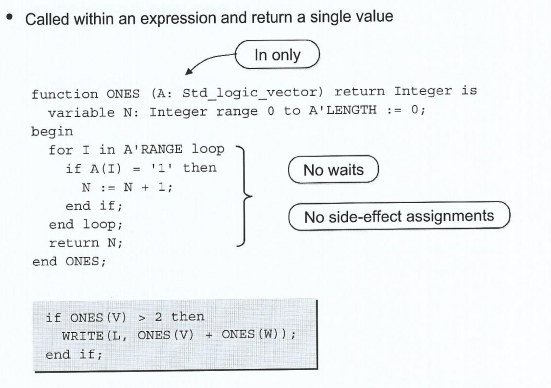 • Called within an expression and return a single value
In only
function ONES (A: Std_logic_vector) return Integer is
variable N: Integer range 0 to A'LENGTH := 0;
begin
for I in A'RANGE loop
if A(I) = '1' then
N := N + 1;
end if;
end loop;
return N;
end ONES;
No waits
No side-effect assignments
if ONES(V) > 2 then
WRITE(L, ONES(V) + ONES(W));
end if;